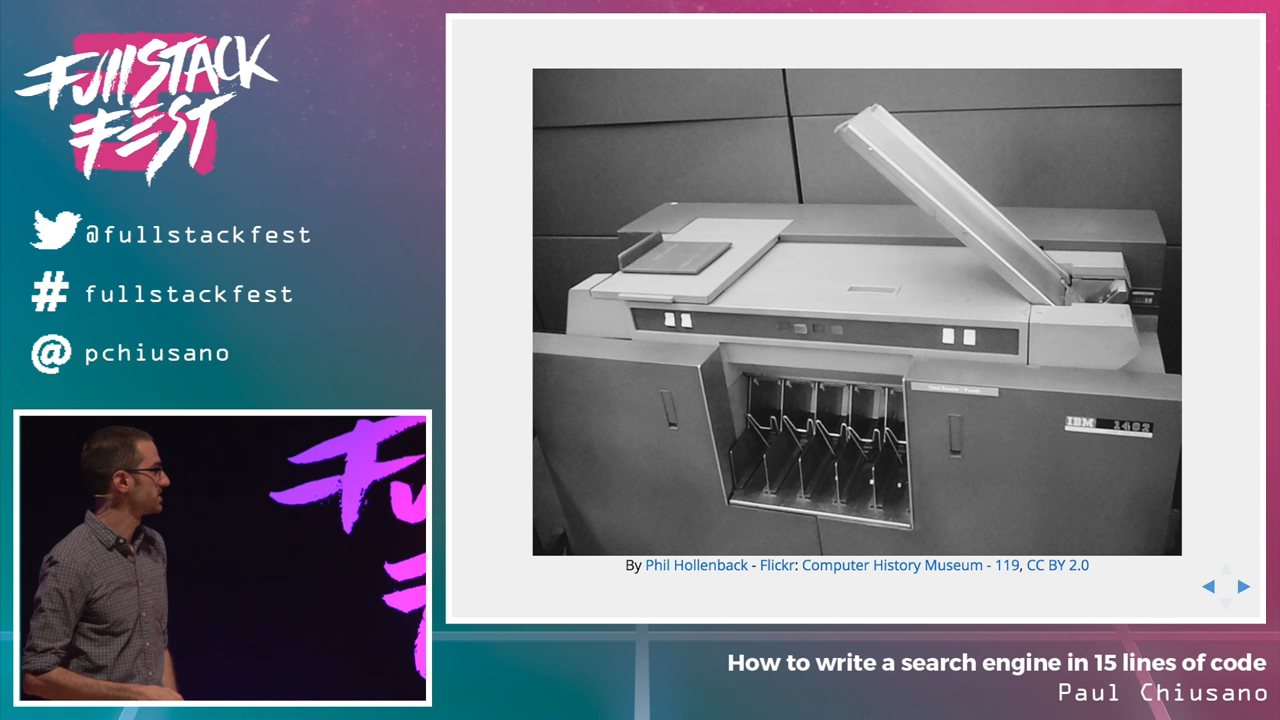 FullSTACK
FEST
@fullstackfest
# fullstackfest
@ pchiusano
IBM 1402
By Phil Hollenback - Flickr: Computer History Museum - 119, CC BY 2.0
How to write a search engine in 15 lines of code
Paul Chiusano